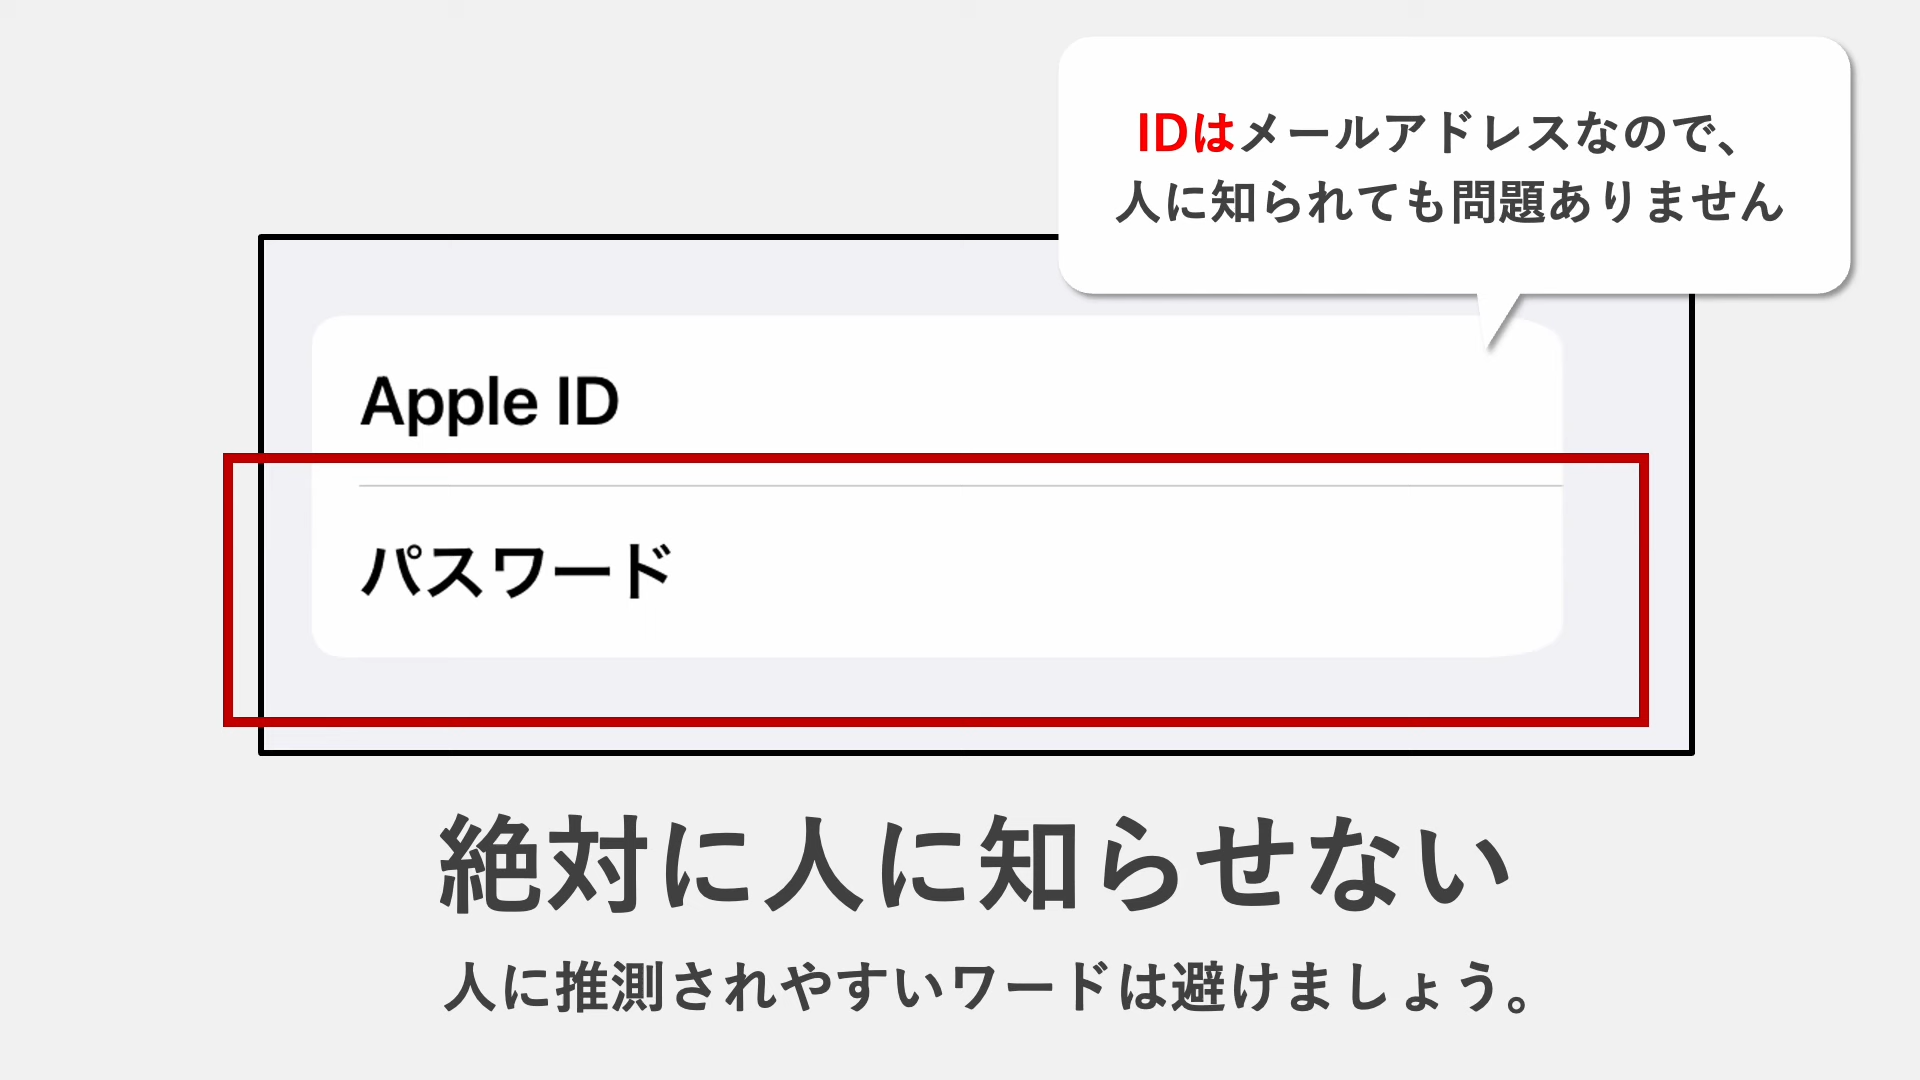 IDはメールアドレスなので、
人に知られても問題ありません
Apple ID
パスワード
絶対に人に知らせない
人に推測されやすいワードは避けましょう。